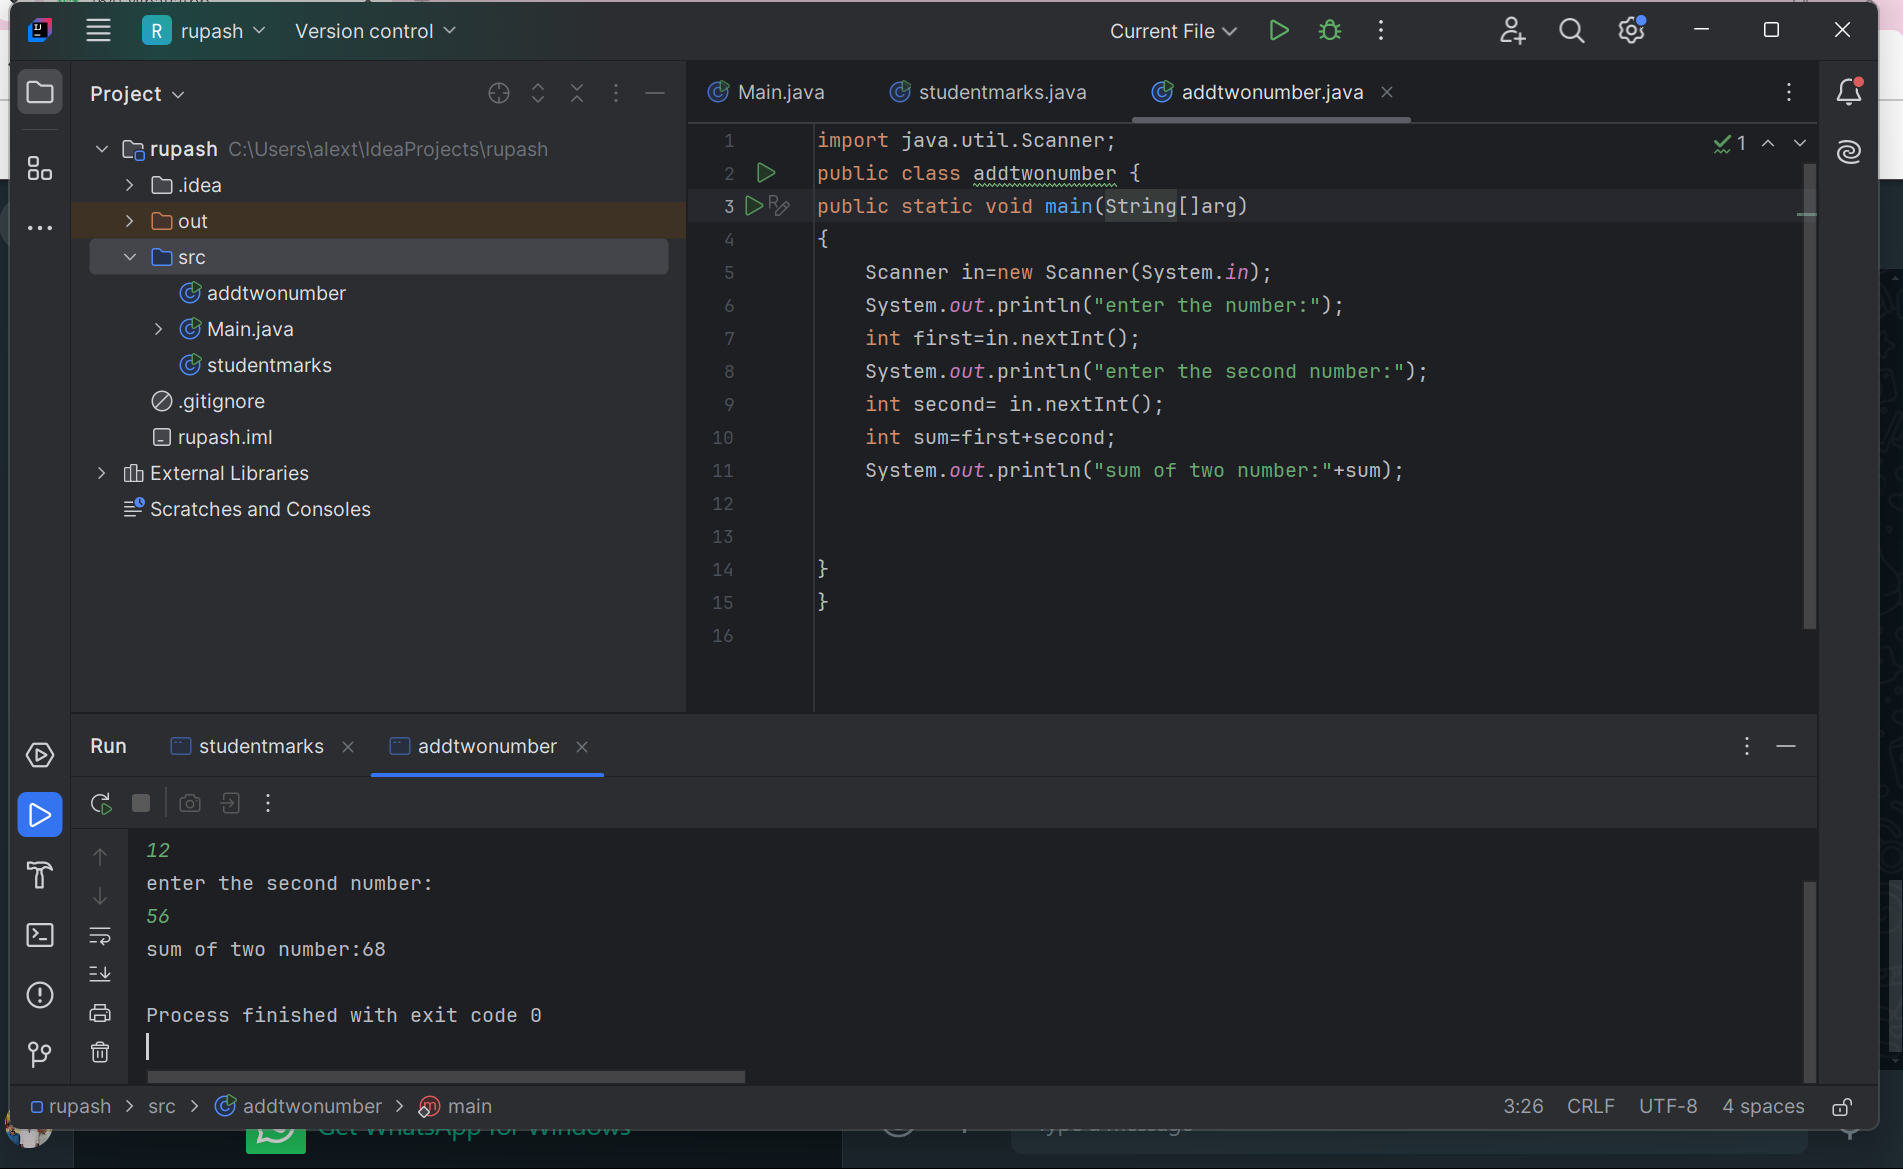 R rupash Version control Current File
Project
Main.java studentmarks.java addtwonumber.java
rupash C:\Users\alext\IdeaProjects\rupash
.idea
out
src
addtwonumber
Main.java
studentmarks
.gitignore
rupash.iml
External Libraries
Scratches and Consoles
1
1 import java.util.Scanner;
2 public class addtwonumber {
3 public static void main(String[]arg)
4 {
5 Scanner in=new Scanner(System.in);
6 System.out.println("enter the number:");
7 int first=in.nextInt();
8 System.out.println("enter the second number:");
9 int second= in.nextInt();
10 int sum=first+second;
11 System.out.println("sum of two number:"+sum);
12
13
14 }
15 }
16
Run studentmarks addtwonumber
12
enter the second number:
56
sum of two number:68
Process finished with exit code 0
rupash > src > addtwonumber > main 3:26 CRLF UTF-8 4 spaces
Get WhatsApp for Windows Type a message